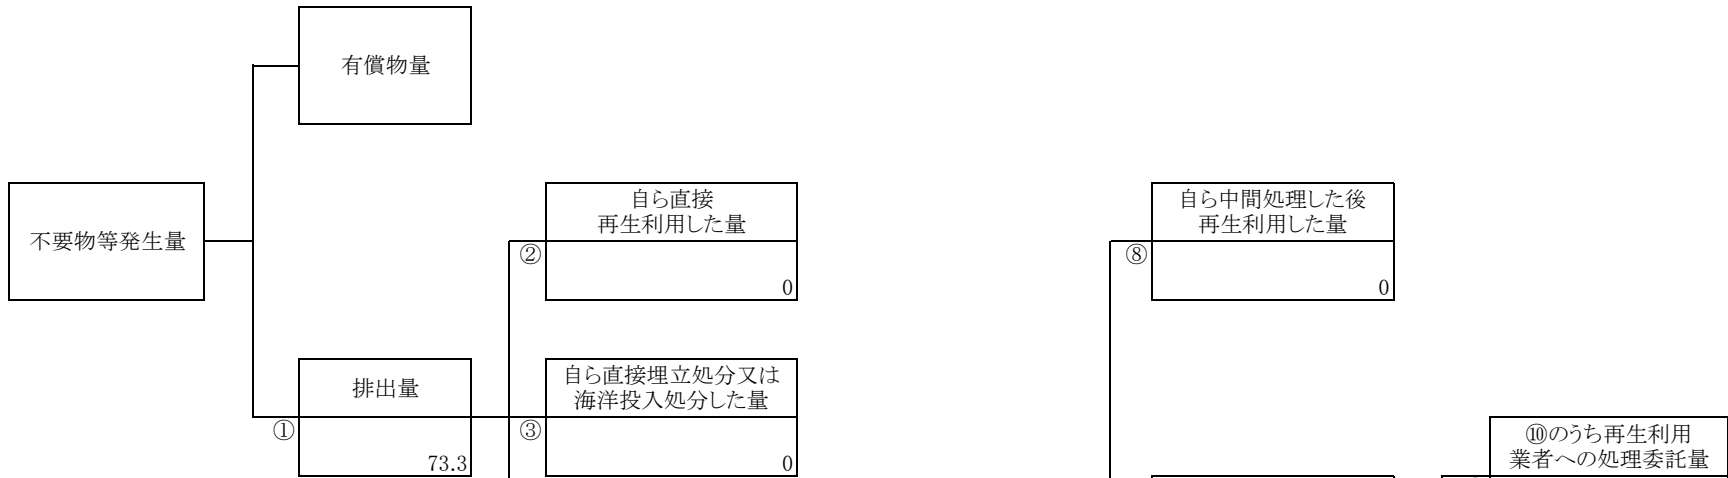 有償物量
不要物等発生量
自ら直接
再生利用した量
②
0
自ら中間処理した後
再生利用した量
⑧
0
排出量
①
73.3
自ら直接埋立処分又は
海洋投入処分した量
③
0
⑩のうち再生利用
業者への処理委託量